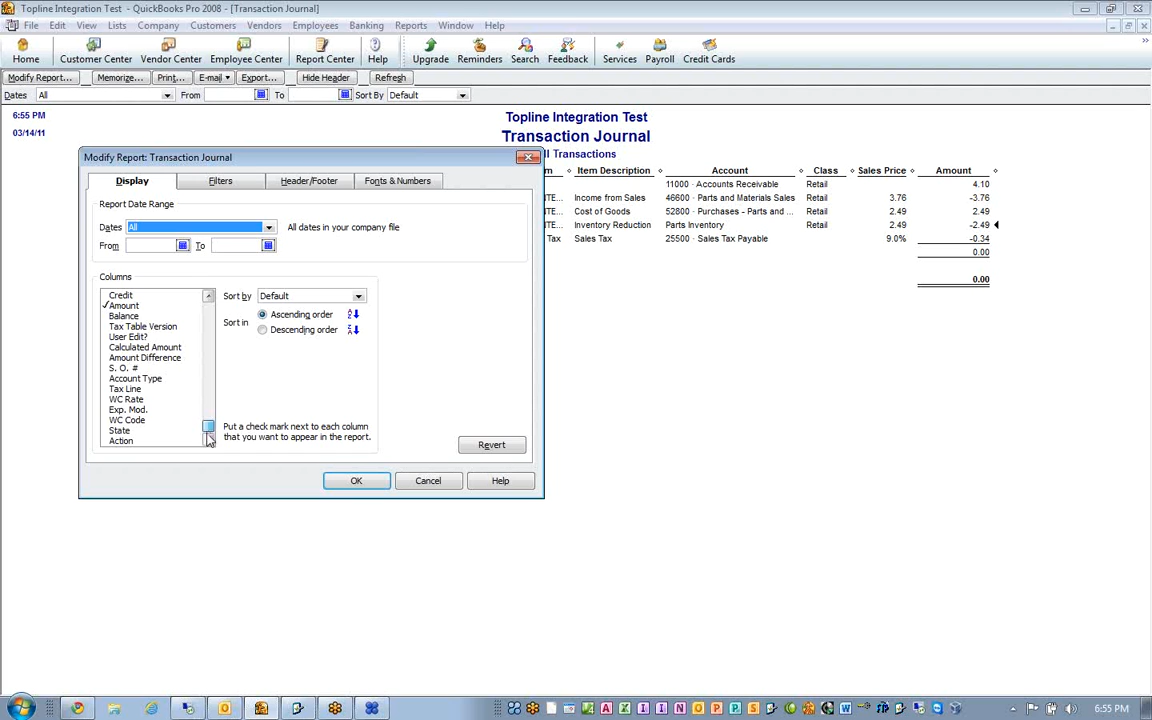 Topline Integration Test - QuickBooks Pro 2008 - [Transaction Journal]
File Edit View Lists Company Customers Vendors Employees Banking Reports Window Help
Home Customer Center Vendor Center Employee Center Report Center Help Upgrade Reminders Search Feedback Services Payroll Credit Cards
Modify Report... Memorize... Print... E-mail Export... Hide Header Refresh
Dates All From To Sort By Default
6:55 PM
Topline Integration Test
03/14/11
Transaction Journal
ll Transactions
m Item Description Account Class Sales Price Amount
11000 · Accounts Receivable Retail 4.10
NTE... Income from Sales 46600 · Parts and Materials Sales Retail 3.76 -3.76
NTE... Cost of Goods 52800 · Purchases - Parts and ... Retail 2.49 2.49
NTE... Inventory Reduction Parts Inventory Retail 2.49 -2.49
Tax Sales Tax 25500 · Sales Tax Payable 9.0% -0.34
0.00
0.00
Modify Report: Transaction Journal
Display Filters Header/Footer Fonts & Numbers
Report Date Range
Dates All All dates in your company file
From To
Columns
Credit
Amount
Balance
Tax Table Version
User Edit?
Calculated Amount
Amount Difference
S. O. #
Account Type
Tax Line
WC Rate
Exp. Mod.
WC Code
State
Action
Sort by Default
Sort in Ascending order
Descending order
Put a check mark next to each column
that you want to appear in the report.
Revert
OK Cancel Help
6:55 PM